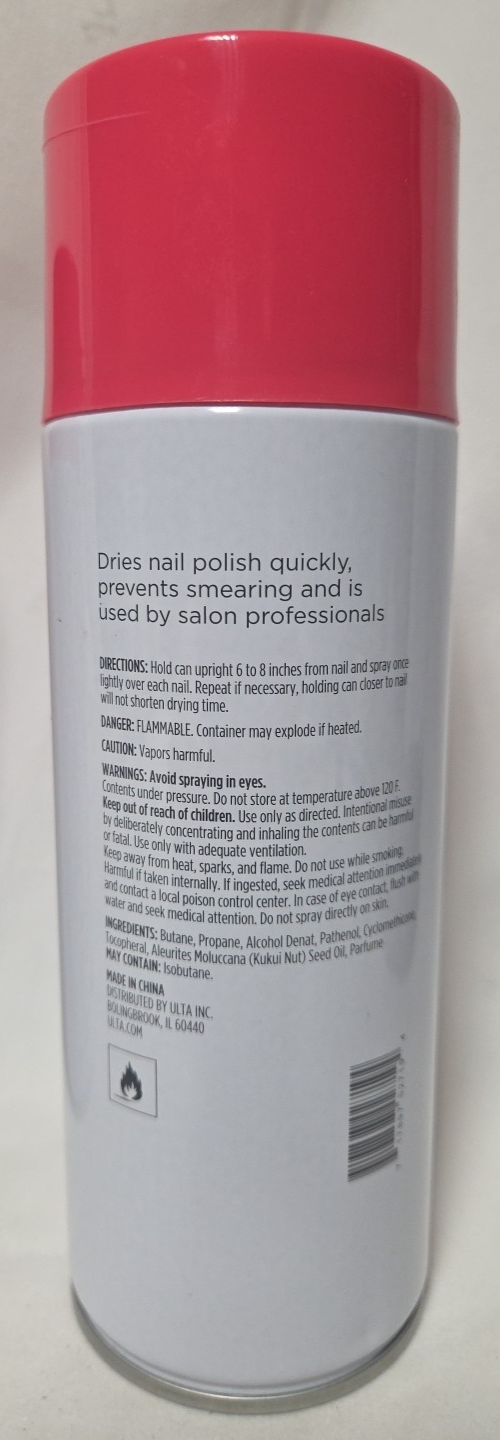 Dries nail polish quickly,
prevents smearing and is
used by salon professionals
DIRECTIONS: Hold can upright 6 to 8 inches from nail and spray once
lightly over each nail. Repeat if necessary, holding can closer to nail
will not shorten drying time.
DANGER: FLAMMABLE. Container may explode if heated.
CAUTION: Vapors harmful.
WARNINGS: Avoid spraying in eyes.
Contents under pressure. Do not store at temperature above 120 F.
Keep out of reach of children. Use only as directed. Intentional misuse
by deliberately concentrating and inhaling the contents can be harmful
or fatal. Use only with adequate ventilation.
Keep away from heat, sparks, and flame. Do not use while smoking.
Harmful if taken internally. If ingested, seek medical attention immediately
and contact a local poison control center. In case of eye contact, flush with
water and seek medical attention. Do not spray directly on skin.
INGREDIENTS: Butane, Propane, Alcohol Denat, Pathenol, Cyclomethicone,
Tocopheral, Aleurites Moluccana (Kukui Nut) Seed Oil, Parfume
MAY CONTAIN: Isobutane.
MADE IN CHINA
DISTRIBUTED BY ULTA INC.
BOLINGBROOK, IL 60440
ULTA.COM